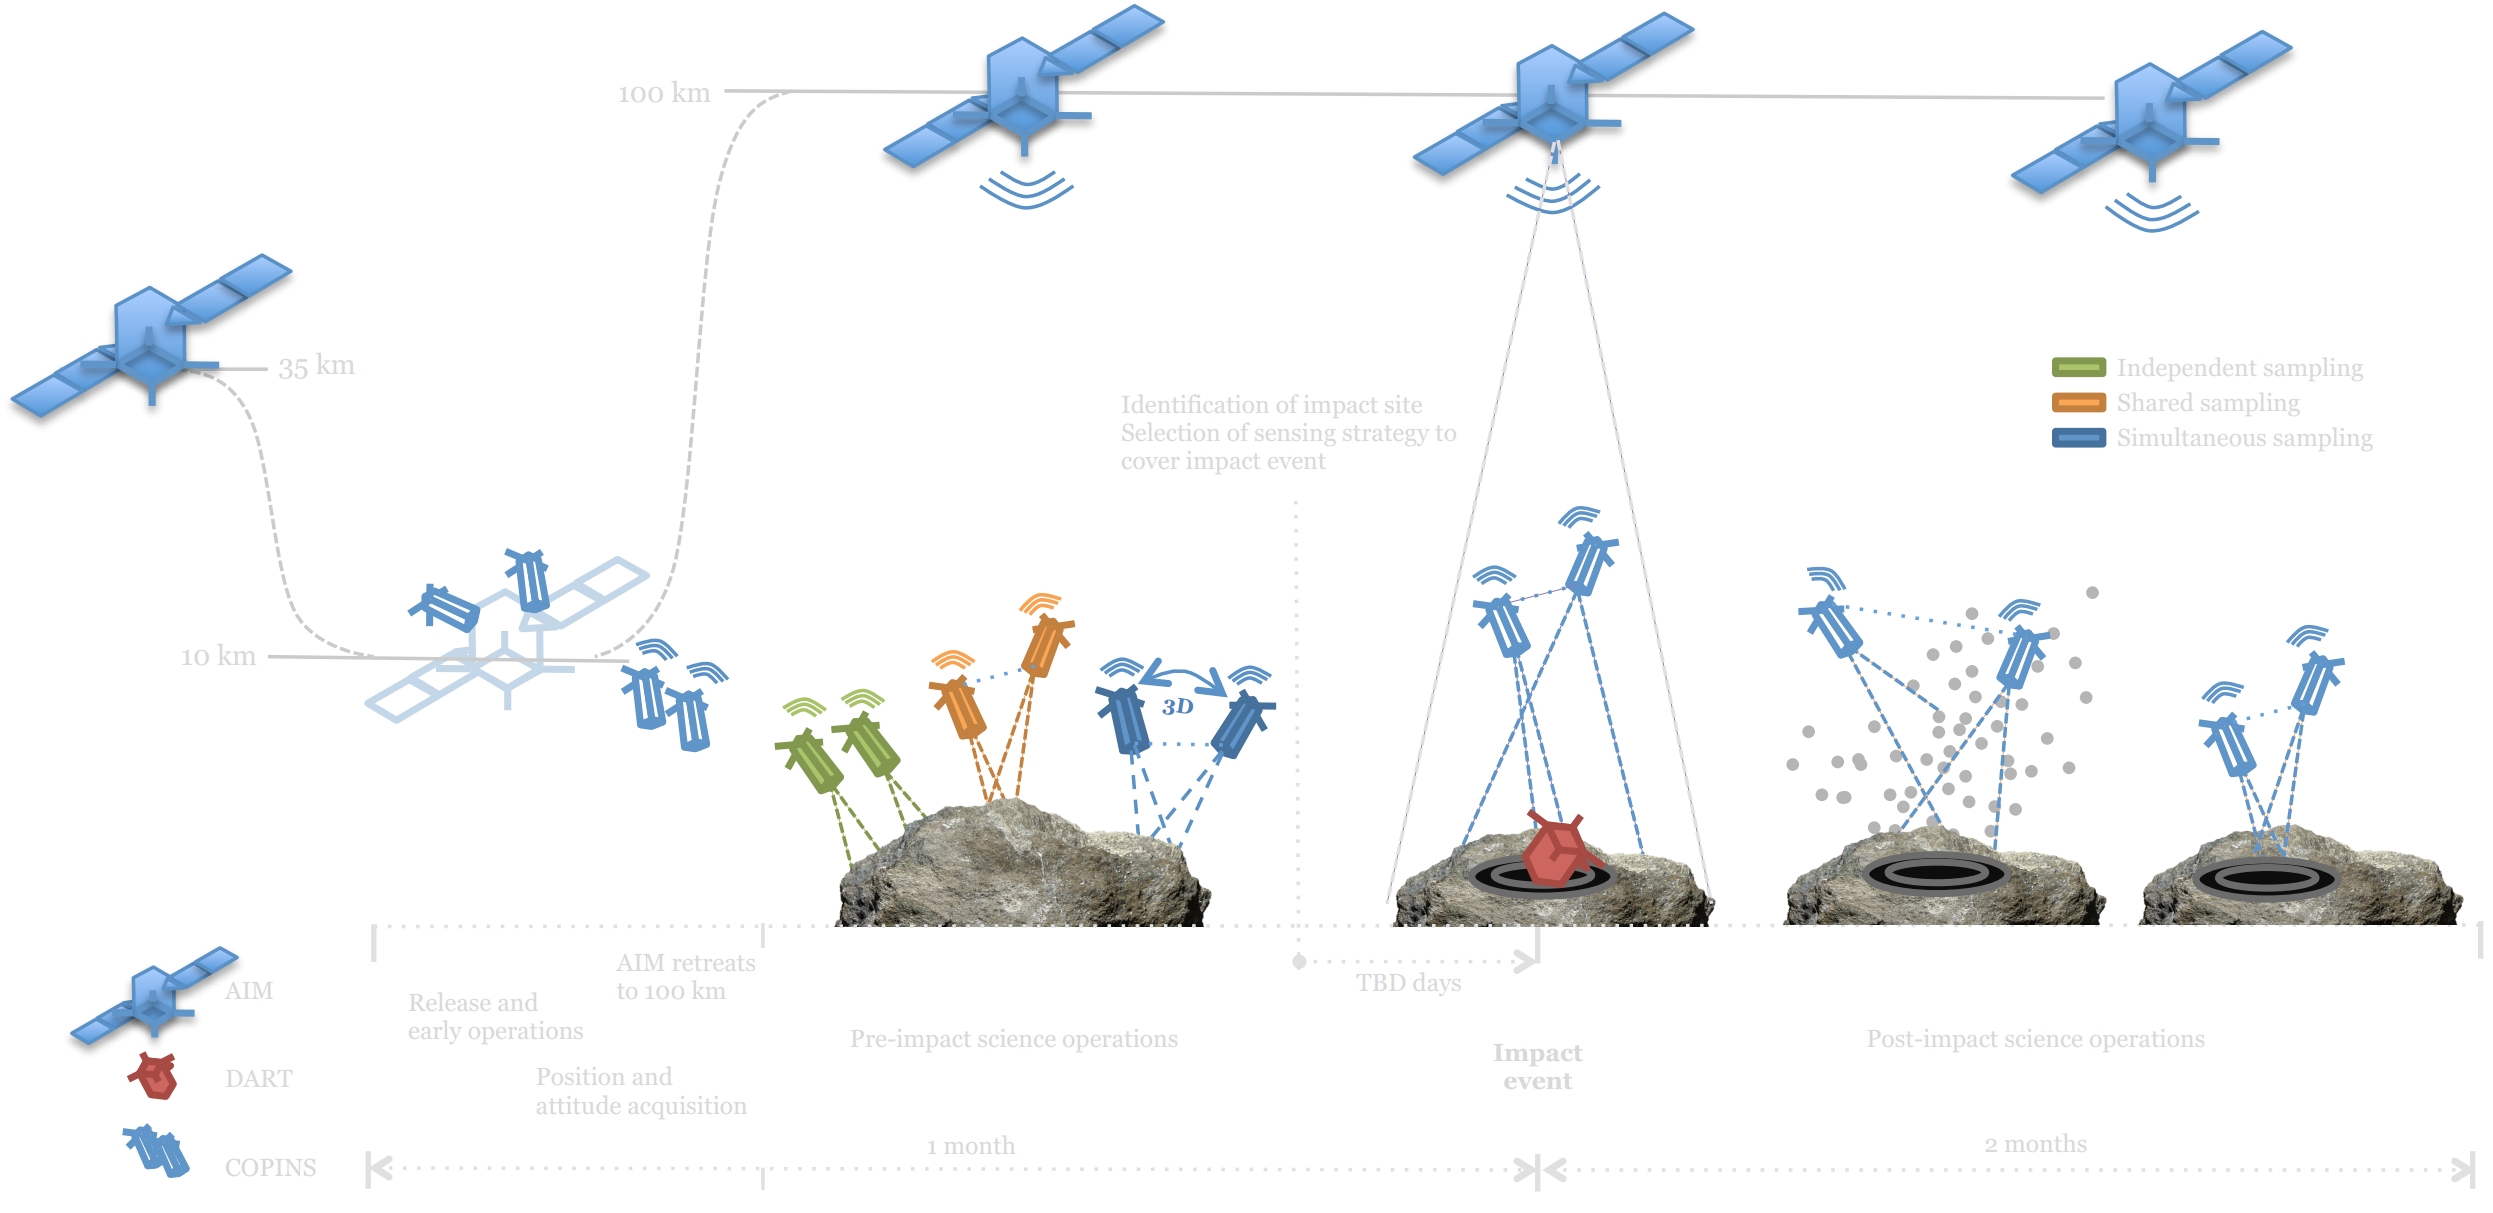 100 km
35 km
Independent sampling
Shared sampling
Simultaneous sampling
Identification of impact site
Selection of sensing strategy to
cover impact event
10 km
3D
AIM retreats
to 100 km
TBD days
AIM
Release and
early operations
Pre-impact science operations
Impact
event
Post-impact science operations
DART
Position and
attitude acquisition
1 month
2 months
COPINS